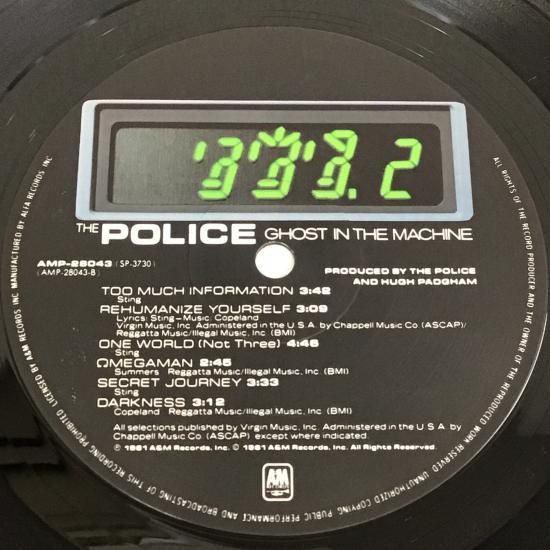 .2
THE POLICE GHOST IN THE MACHINE
AMP-28043 (SP-3730)
(AMP-28043-B)
PRODUCED BY THE POLICE
AND HUGH PADGHAM
TOO MUCH INFORMATION 3:42
Sting
REHUMANIZE YOURSELF 3:09
Lyrics: Sting–Music: Copeland
Virgin Music, Inc. Administered in the U.S.A. by Chappell Music Co (ASCAP)/
Reggatta Music/Illegal Music, Inc. (BMI)
ONE WORLD (Not Three) 4:46
Sting
ΩMEGAMAN 2:45
Summers Reggatta Music/Illegal Music, Inc (BMI)
SECRET JOURNEY 3:33
Sting
DARKNESS 3:12
Copeland Reggatta Music/Illegal Music, Inc. (BMI)
All selections published by Virgin Music, Inc. Administered in the U.S.A. by
Chappell Music Co. (ASCAP) except where indicated.
℗ 1981 A&M Records, Inc. © 1981 A&M Records, Inc. All Rights Reserved.
A&M
RECORDS
ALL RIGHTS OF THE RECORD PRODUCER AND OF THE OWNER OF THE REPRODUCED WORK RESERVED. UNAUTHORIZED COPYING PUBLIC PERFORMANCE AND BROADCASTING OF THIS RECORDING PROHIBITED LICENSED BY A&M RECORDS INC MANUFACTURED BY ALFA RECORDS INC